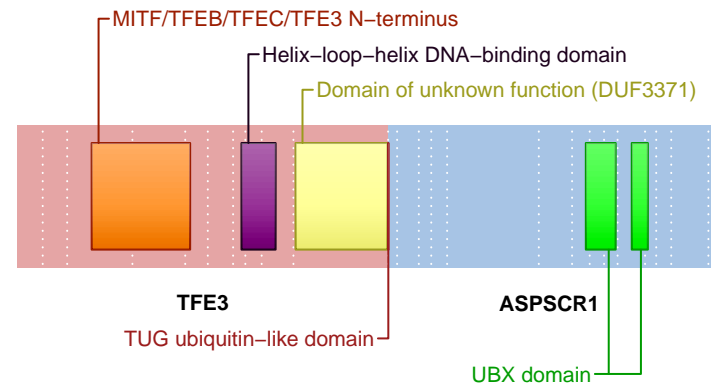 MITF/TFEB/TFEC/TFE3 N−terminus
Helix−loop−helix DNA−binding domain
Domain of unknown function (DUF3371)
TFE3
ASPSCR1
TUG ubiquitin−like domain
UBX domain